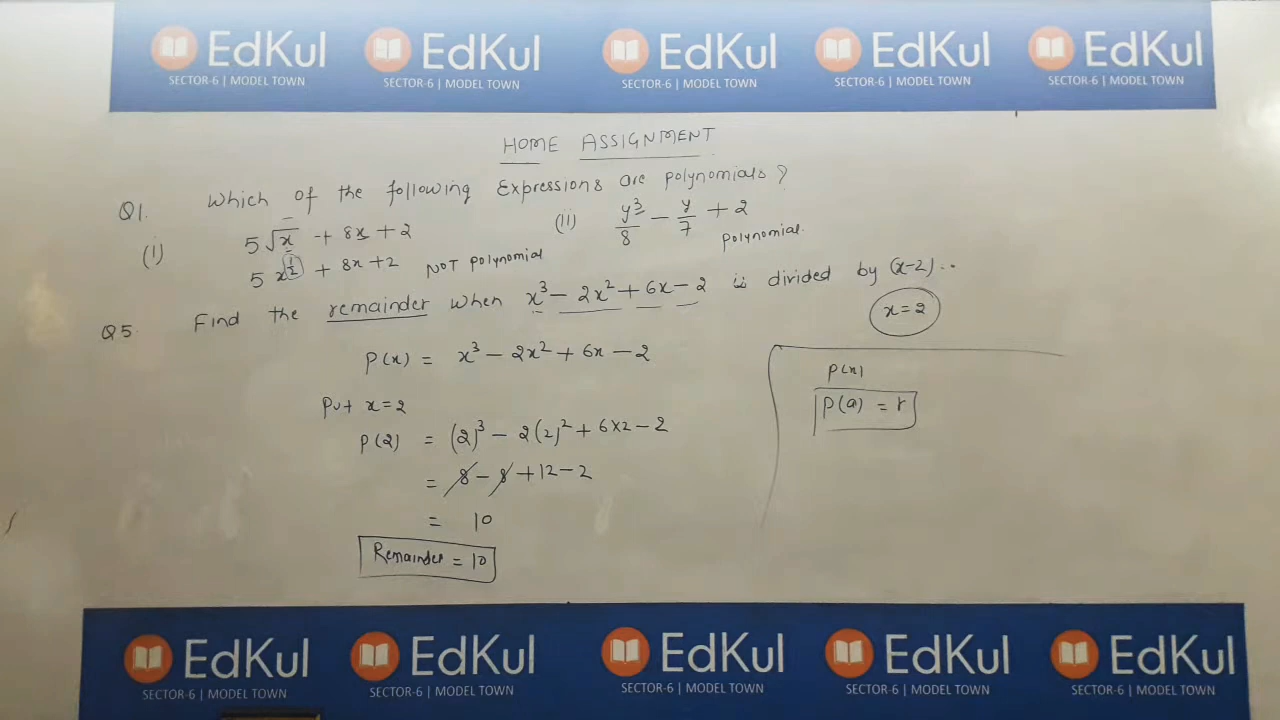 EdKul EdKul EdKul EdKul EdKul
SECTOR-6 | MODEL TOWN SECTOR-6 | MODEL TOWN SECTOR-6 | MODEL TOWN SECTOR-6 | MODEL TOWN SECTOR-6 | MODEL TOWN
HOME ASSIGNMENT
Q1. Which of the following Expressions are polynomials?
(i) 5√x + 8x + 2 (ii) y³/8 − y/7 + 2
5 x^(1/2) + 8x + 2 NOT polynomial polynomial.
Q5. Find the remainder when x³ − 2x² + 6x − 2 is divided by (x−2)..
x = 2
P(x) = x³ − 2x² + 6x − 2
Put x = 2
P(2) = (2)³ − 2(2)² + 6×2 − 2
= 8 − 8 + 12 − 2
= 10
Remainder = 10
P(x)
P(a) = r
EdKul EdKul EdKul EdKul EdKul
SECTOR-6 | MODEL TOWN SECTOR-6 | MODEL TOWN SECTOR-6 | MODEL TOWN SECTOR-6 | MODEL TOWN SECTOR-6 | MODEL TOWN